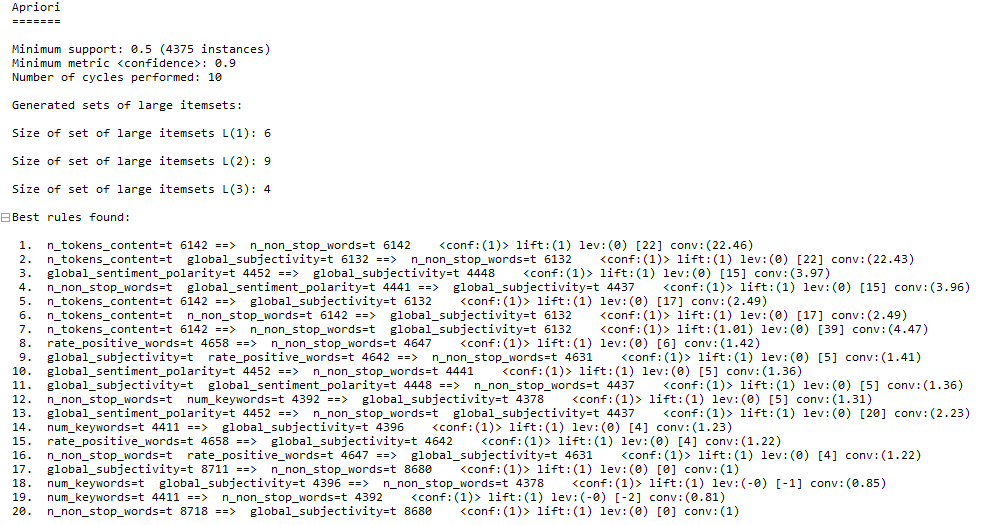 Apriori
=======
Minimum support: 0.5 (4375 instances)
Minimum metric <confidence>: 0.9
Number of cycles performed: 10
Generated sets of large itemsets:
Size of set of large itemsets L(1): 6
Size of set of large itemsets L(2): 9
Size of set of large itemsets L(3): 4
Best rules found:
1. n_tokens_content=t 6142 ==> n_non_stop_words=t 6142 <conf:(1)> lift:(1) lev:(0) [22] conv:(22.46)
2. n_tokens_content=t global_subjectivity=t 6132 ==> n_non_stop_words=t 6132 <conf:(1)> lift:(1) lev:(0) [22] conv:(22.43)
3. global_sentiment_polarity=t 4452 ==> global_subjectivity=t 4448 <conf:(1)> lift:(1) lev:(0) [15] conv:(3.97)
4. n_non_stop_words=t global_sentiment_polarity=t 4441 ==> global_subjectivity=t 4437 <conf:(1)> lift:(1) lev:(0) [15] conv:(3.96)
5. n_tokens_content=t 6142 ==> global_subjectivity=t 6132 <conf:(1)> lift:(1) lev:(0) [17] conv:(2.49)
6. n_tokens_content=t n_non_stop_words=t 6142 ==> global_subjectivity=t 6132 <conf:(1)> lift:(1) lev:(0) [17] conv:(2.49)
7. n_tokens_content=t 6142 ==> n_non_stop_words=t global_subjectivity=t 6132 <conf:(1)> lift:(1.01) lev:(0) [39] conv:(4.47)
8. rate_positive_words=t 4658 ==> n_non_stop_words=t 4647 <conf:(1)> lift:(1) lev:(0) [6] conv:(1.42)
9. global_subjectivity=t rate_positive_words=t 4642 ==> n_non_stop_words=t 4631 <conf:(1)> lift:(1) lev:(0) [5] conv:(1.41)
10. global_sentiment_polarity=t 4452 ==> n_non_stop_words=t 4441 <conf:(1)> lift:(1) lev:(0) [5] conv:(1.36)
11. global_subjectivity=t global_sentiment_polarity=t 4448 ==> n_non_stop_words=t 4437 <conf:(1)> lift:(1) lev:(0) [5] conv:(1.36)
12. n_non_stop_words=t num_keywords=t 4392 ==> global_subjectivity=t 4378 <conf:(1)> lift:(1) lev:(0) [5] conv:(1.31)
13. global_sentiment_polarity=t 4452 ==> n_non_stop_words=t global_subjectivity=t 4437 <conf:(1)> lift:(1) lev:(0) [20] conv:(2.23)
14. num_keywords=t 4411 ==> global_subjectivity=t 4396 <conf:(1)> lift:(1) lev:(0) [4] conv:(1.23)
15. rate_positive_words=t 4658 ==> global_subjectivity=t 4642 <conf:(1)> lift:(1) lev:(0) [4] conv:(1.22)
16. n_non_stop_words=t rate_positive_words=t 4647 ==> global_subjectivity=t 4631 <conf:(1)> lift:(1) lev:(0) [4] conv:(1.22)
17. global_subjectivity=t 8711 ==> n_non_stop_words=t 8680 <conf:(1)> lift:(1) lev:(0) [0] conv:(1)
18. num_keywords=t global_subjectivity=t 4396 ==> n_non_stop_words=t 4378 <conf:(1)> lift:(1) lev:(-0) [-1] conv:(0.85)
19. num_keywords=t 4411 ==> n_non_stop_words=t 4392 <conf:(1)> lift:(1) lev:(-0) [-2] conv:(0.81)
20. n_non_stop_words=t 8718 ==> global_subjectivity=t 8680 <conf:(1)> lift:(1) lev:(0) [0] conv:(1)